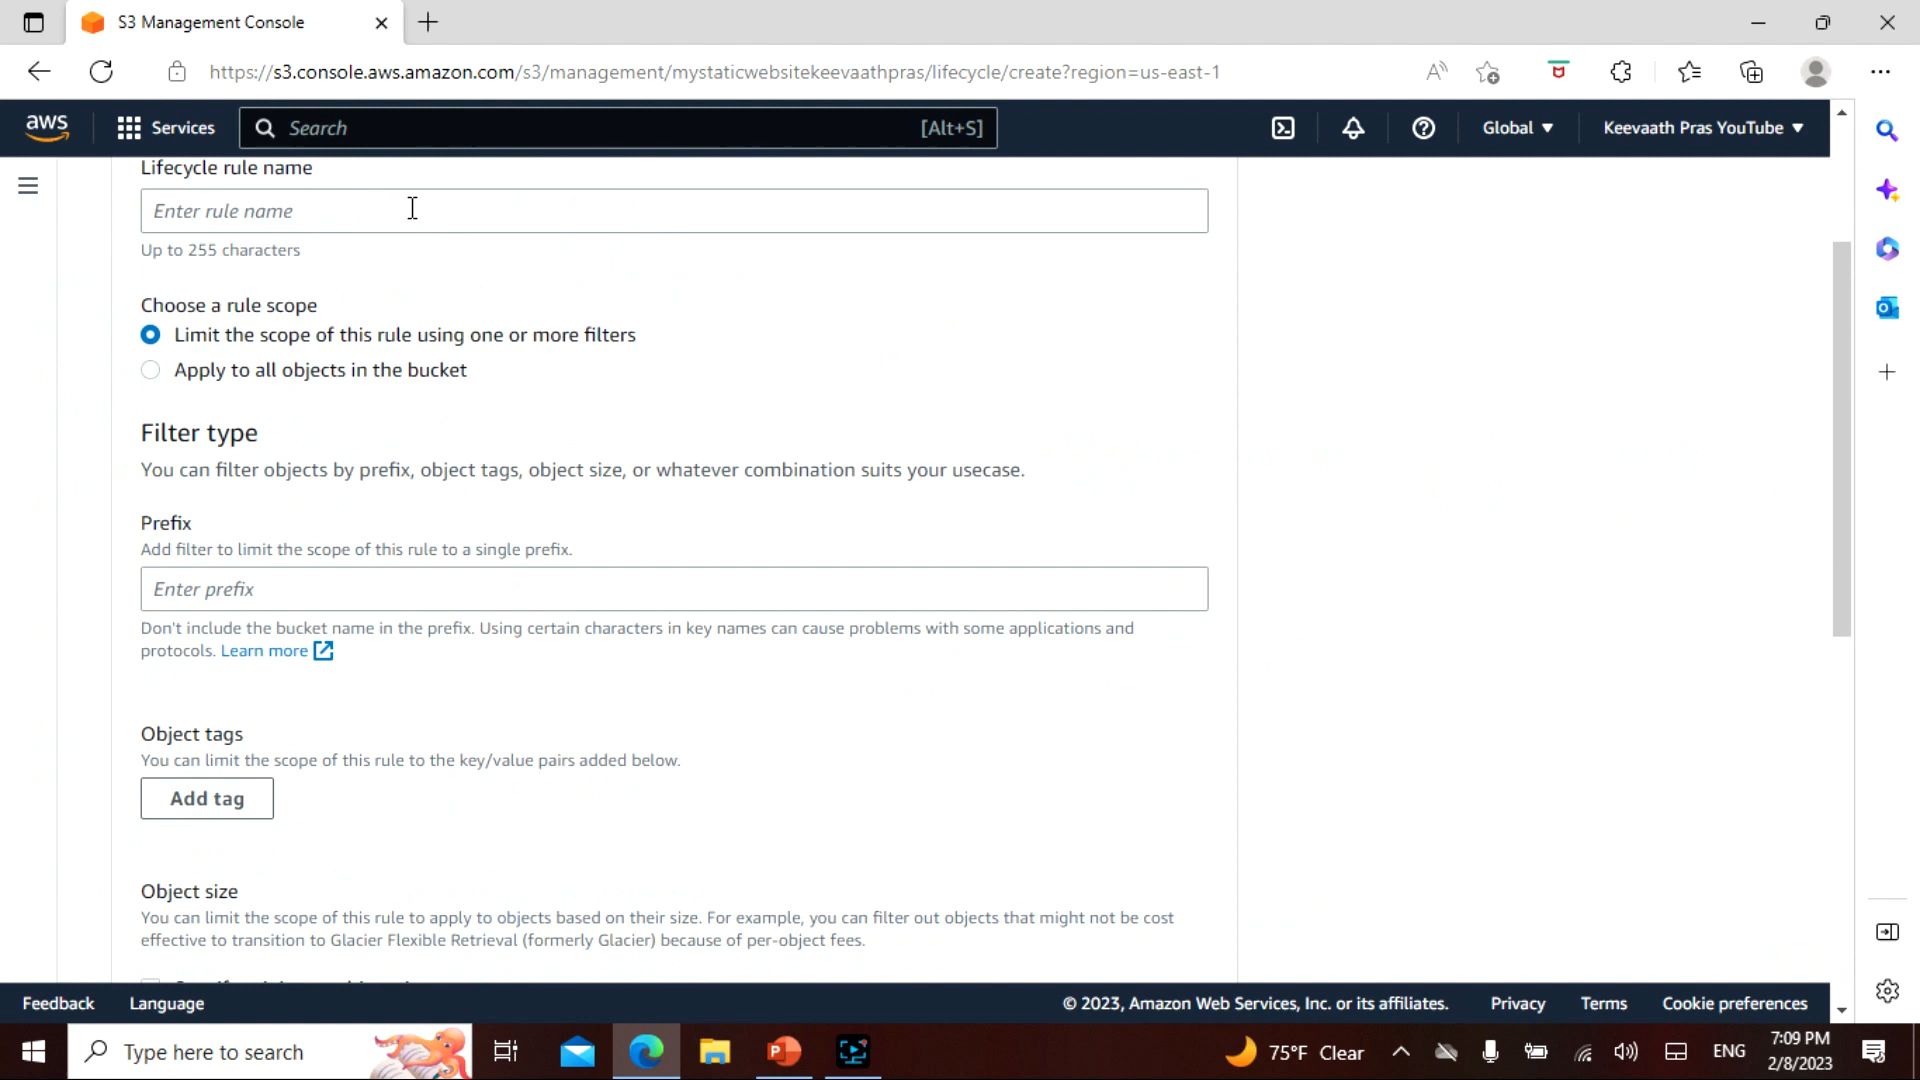 S3 Management Console
https://s3.console.aws.amazon.com/s3/management/mystaticwebsitekeevaathpras/lifecycle/create?region=us-east-1
aws Services Search [Alt+S] Global Keevaath Pras YouTube
Lifecycle rule name
Enter rule name
Up to 255 characters
Choose a rule scope
Limit the scope of this rule using one or more filters
Apply to all objects in the bucket
Filter type
You can filter objects by prefix, object tags, object size, or whatever combination suits your usecase.
Prefix
Add filter to limit the scope of this rule to a single prefix.
Enter prefix
Don't include the bucket name in the prefix. Using certain characters in key names can cause problems with some applications and
protocols. Learn more
Object tags
You can limit the scope of this rule to the key/value pairs added below.
Add tag
Object size
You can limit the scope of this rule to apply to objects based on their size. For example, you can filter out objects that might not be cost
effective to transition to Glacier Flexible Retrieval (formerly Glacier) because of per-object fees.
Feedback Language © 2023, Amazon Web Services, Inc. or its affiliates. Privacy Terms Cookie preferences
Type here to search 75°F Clear ENG 7:09 PM
2/8/2023